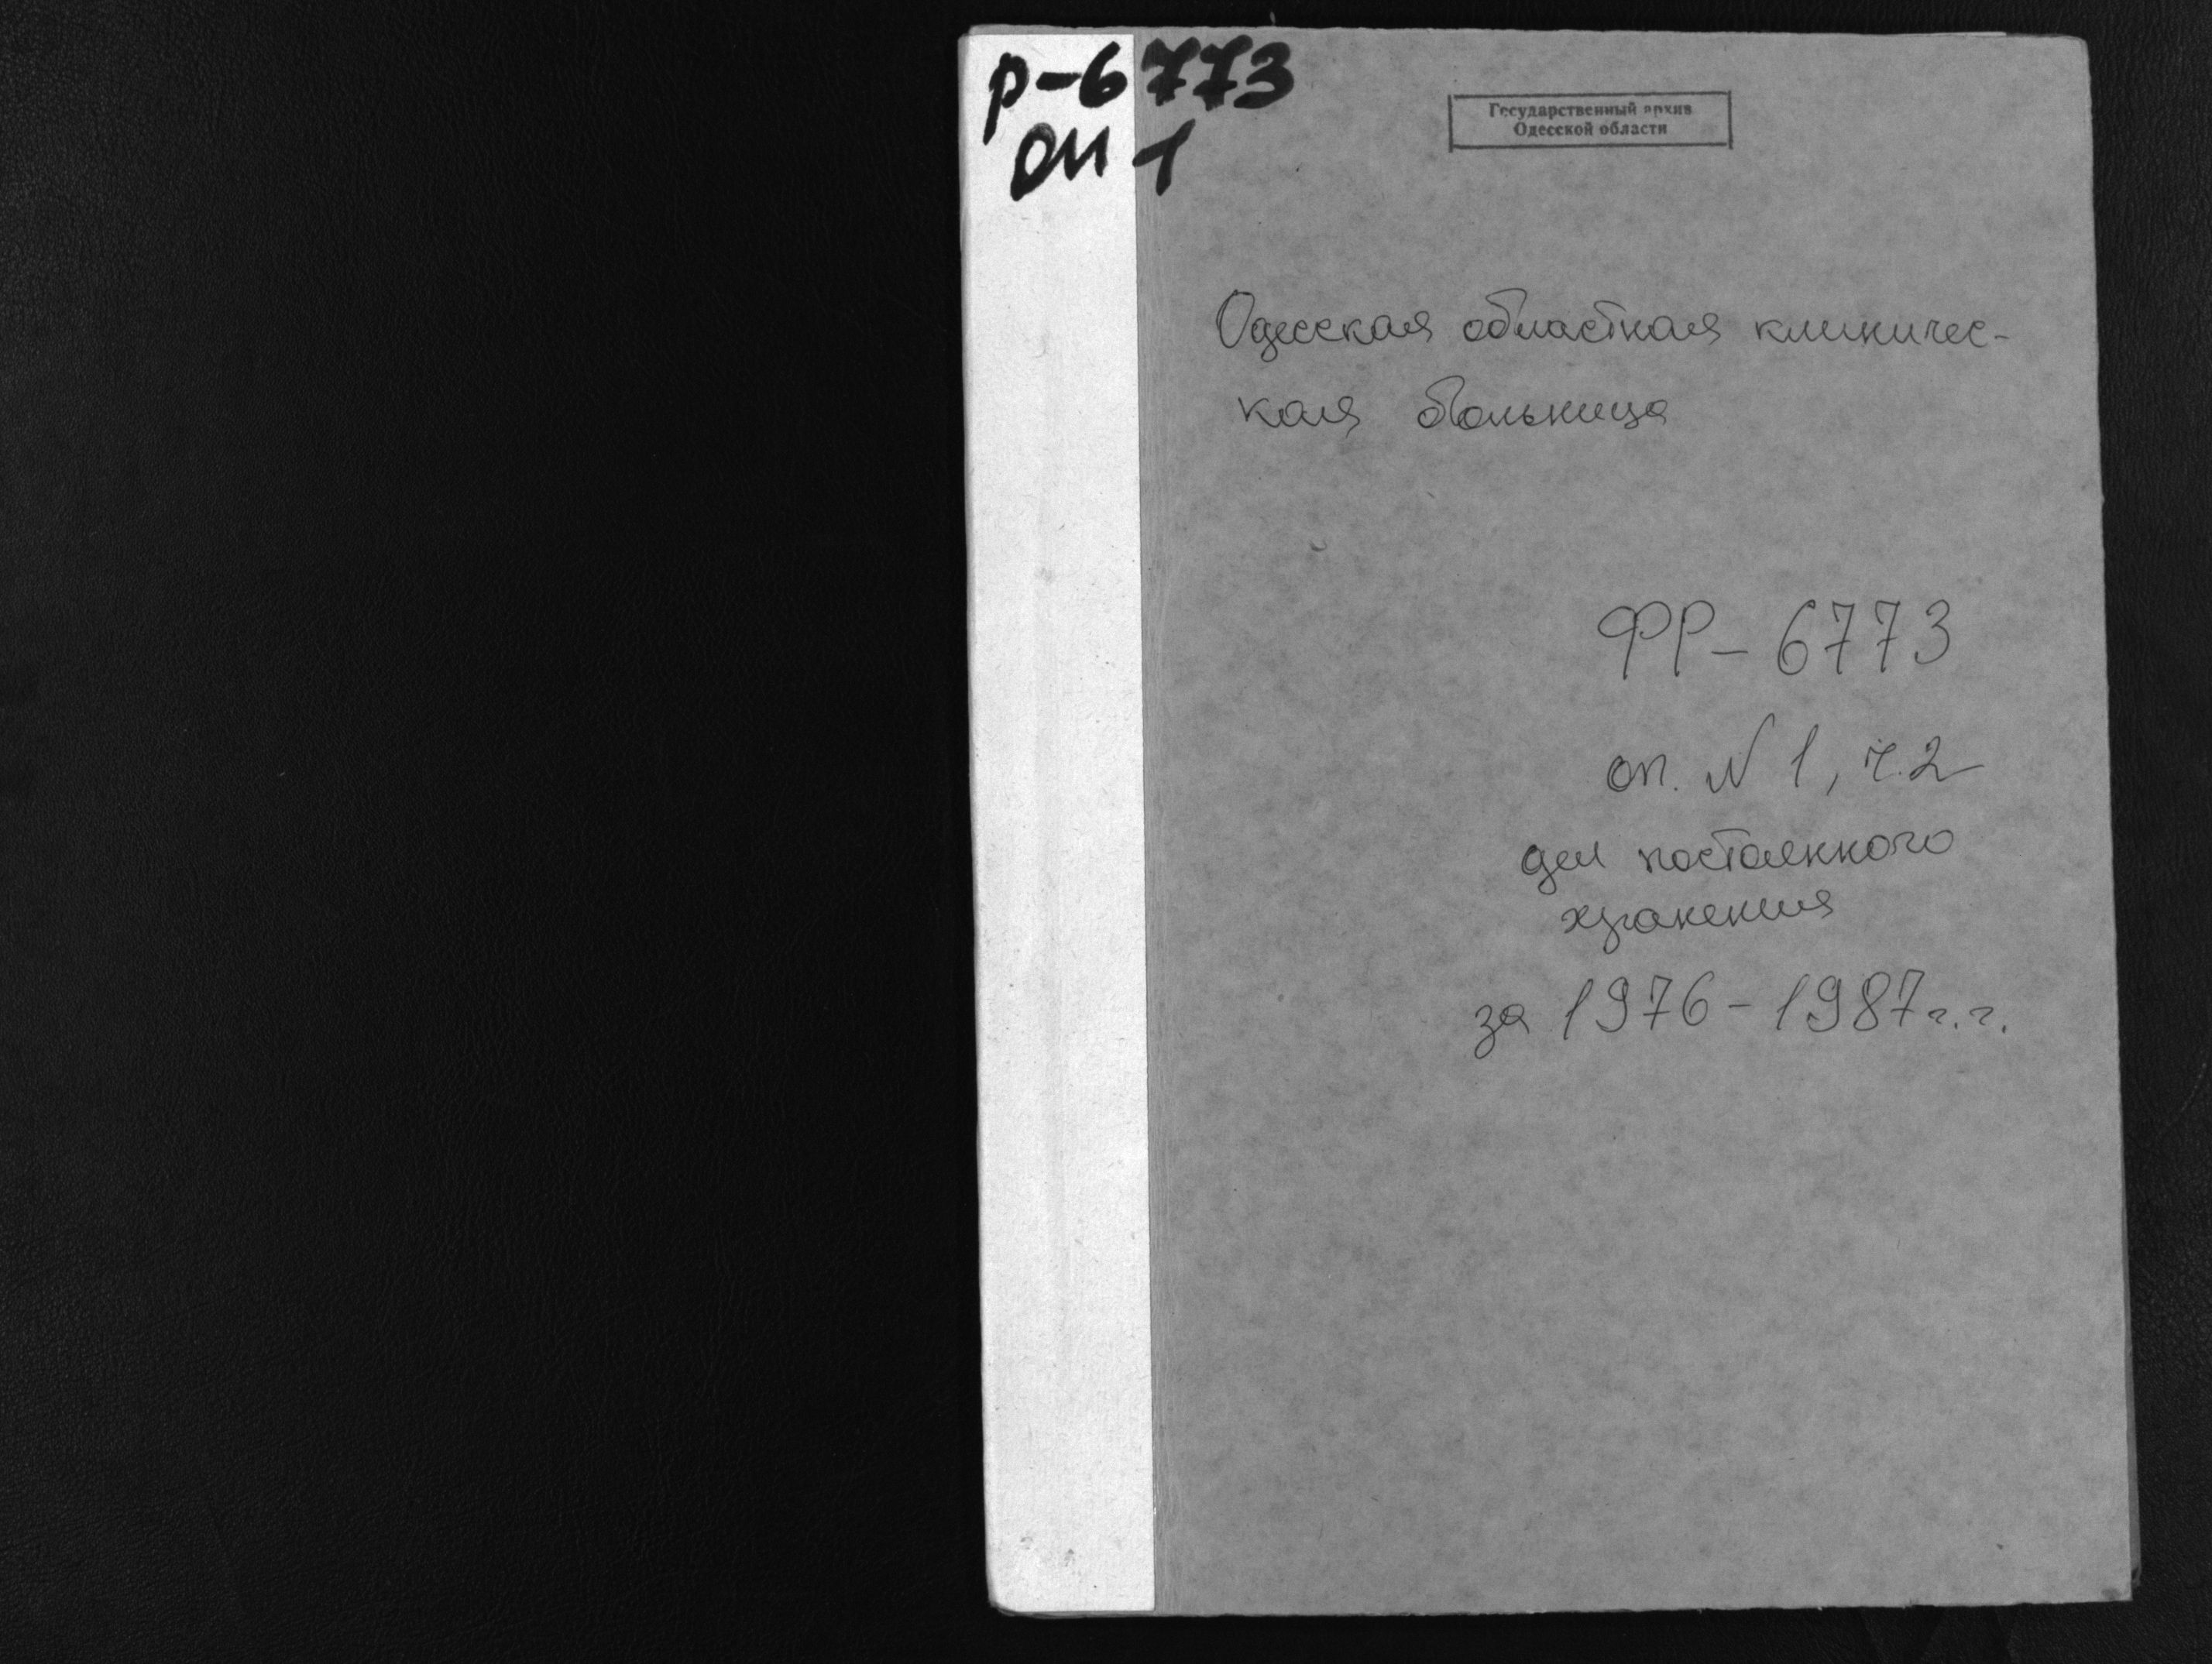 Р-6773
оп 1
Государственный архив
Одесской области
Одесская областная клиничес-
кая больница
ФР-6773
оп. N 1, ч.2
дел постоянного
хранения
за 1976-1987 г.г.